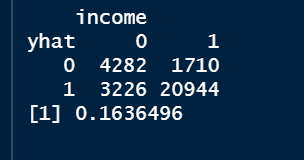 income
yhat 0 1
0 4282 1710
1 3226 20944
[1] 0.1636496